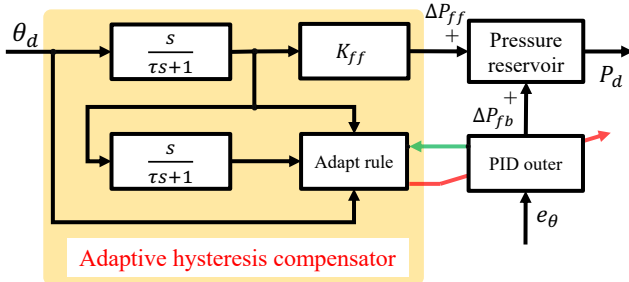 θ_d
s
τs+1
K_ff
ΔP_ff
+
Pressure
reservoir
P_d
+
ΔP_fb
s
τs+1
Adapt rule
PID outer
e_θ
Adaptive hysteresis compensator